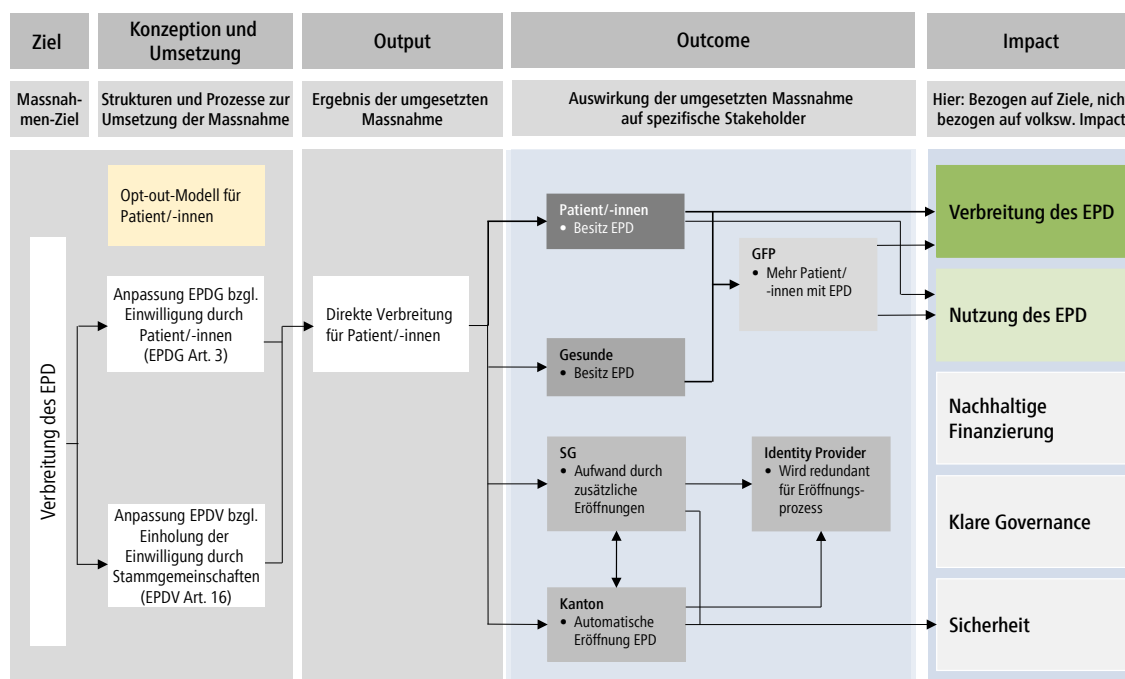 Ziel
Konzeption und
Umsetzung
Output
Outcome
Impact
Massnah-
men-Ziel
Strukturen und Prozesse zur
Umsetzung der Massnahme
Ergebnis der umgesetzten
Massnahme
Auswirkung der umgesetzten Massnahme
auf spezifische Stakeholder
Hier: Bezogen auf Ziele, nich
bezogen auf volksw. Impact
Verbreitung des EPD
Opt-out-Modell für
Patient/-innen
Anpassung EPDG bzgl.
Einwilligung durch
Patient/-innen
(EPDG Art. 3)
Anpassung EPDV bzgl.
Einholung der
Einwilligung durch
Stammgemeinschaften
(EPDV Art. 16)
Direkte Verbreitung
für Patient/-innen
Patient/-innen
• Besitz EPD
GFP
• Mehr Patient/
-innen mit EPD
Gesunde
• Besitz EPD
SG
• Aufwand durch
zusätzliche
Eröffnungen
Identity Provider
• Wird redundant
für Eröffnungs-
prozess
Kanton
• Automatische
Eröffnung EPD
Verbreitung des EPD
Nutzung des EPD
Nachhaltige
Finanzierung
Klare Governance
Sicherheit